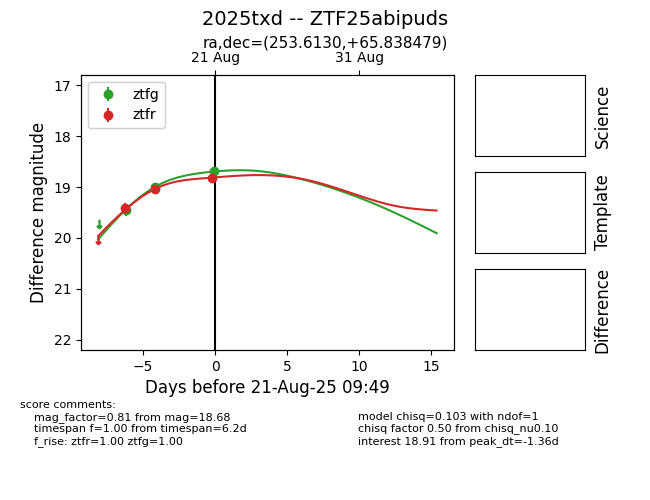 2025txd -- ZTF25abipuds
ra,dec=(253.6130,+65.838479)
21 Aug
31 Aug
ztfg
ztfr
17
18
19
20
21
22
Difference magnitude
−5
0
5
10
15
Days before 21-Aug-25 09:49
Science
Template
Difference
score comments:
mag_factor=0.81 from mag=18.68
timespan f=1.00 from timespan=6.2d
f_rise: ztfr=1.00 ztfg=1.00
model chisq=0.103 with ndof=1
chisq factor 0.50 from chisq_nu0.10
interest 18.91 from peak_dt=-1.36d